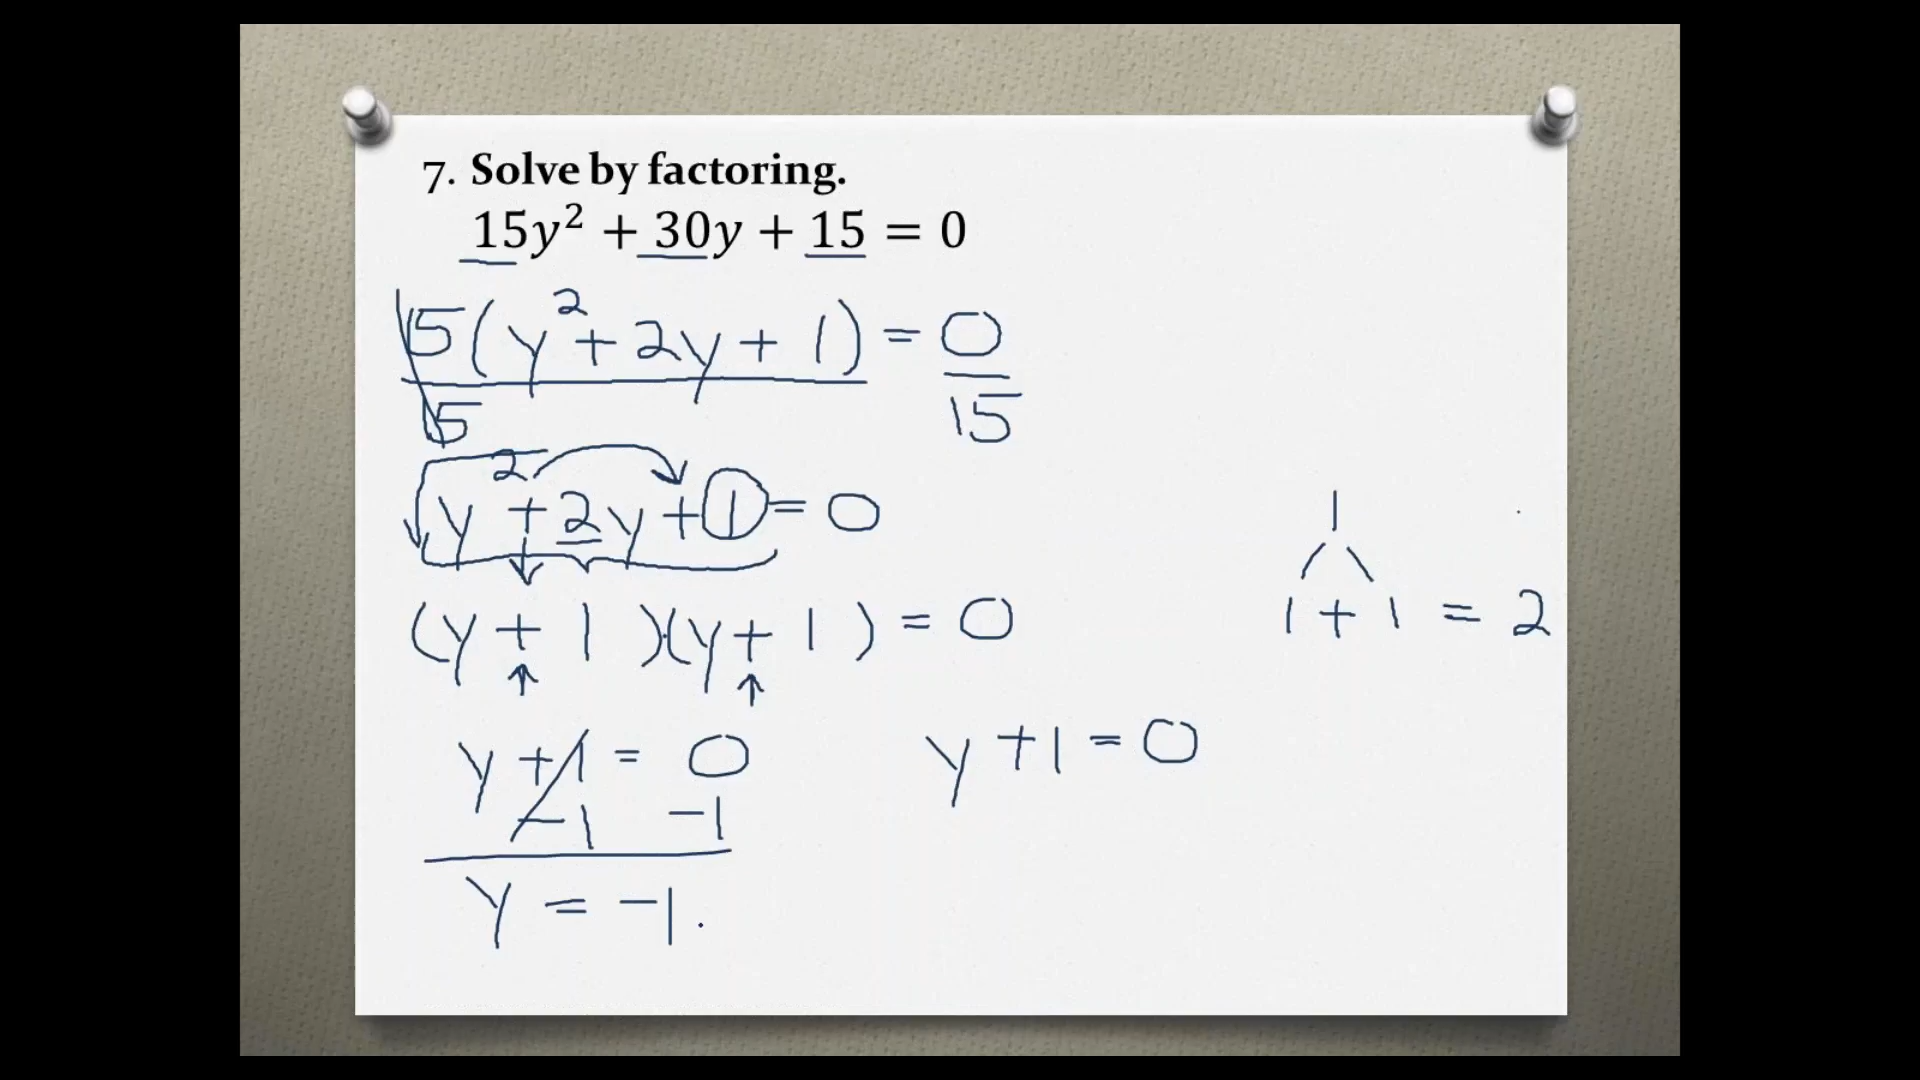 7. Solve by factoring.
15y² + 30y + 15 = 0
15(y² + 2y + 1) = 0
15 15
y² + 2y + 1 = 0
1
1 + 1 = 2
(y + 1)(y + 1) = 0
y + 1 = 0 y + 1 = 0
-1 -1
y = -1.